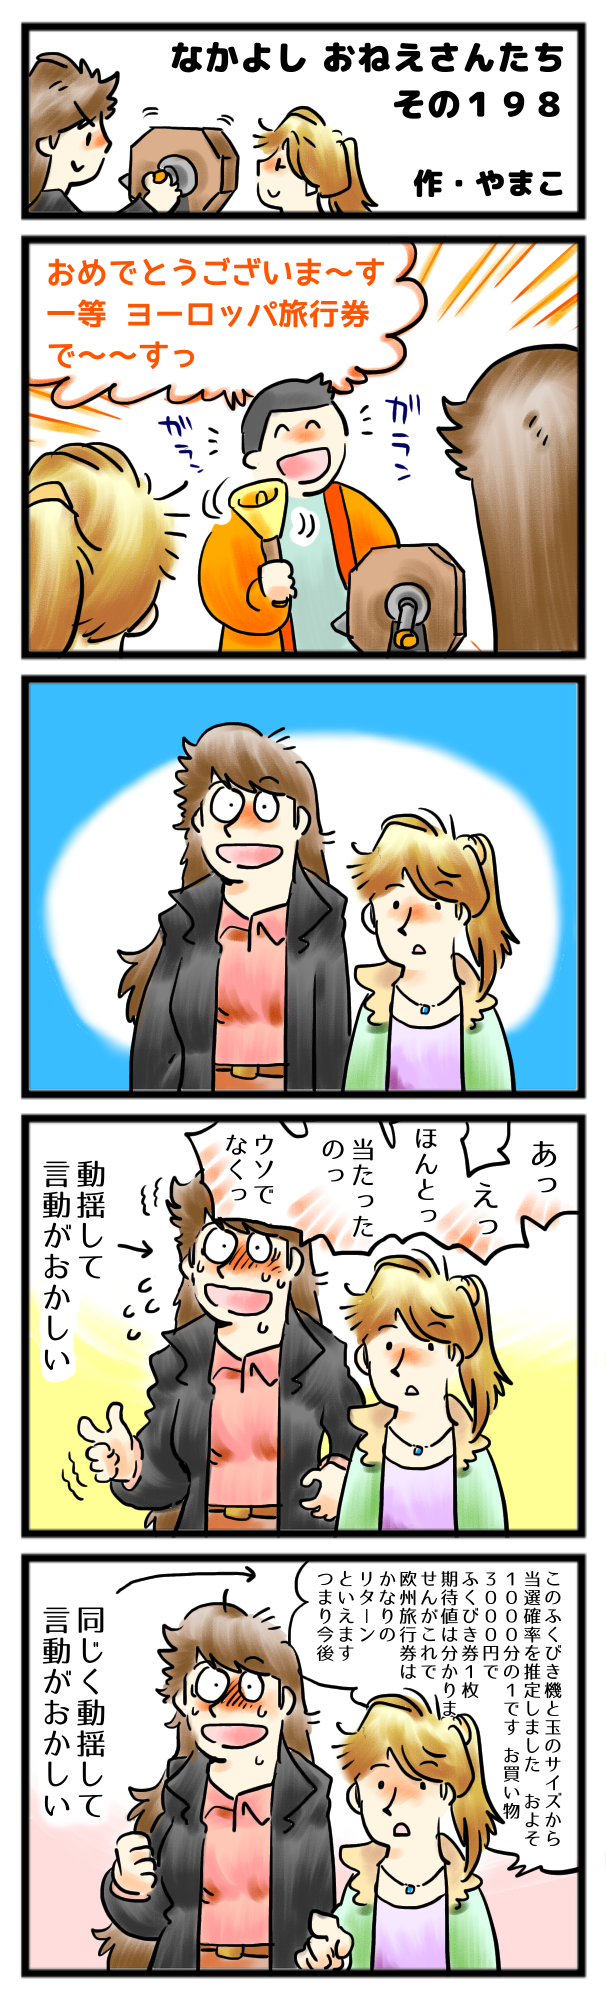 なかよし おねえさんたち
その１９８
作・やまこ
おめでとうございま～す
一等 ヨーロッパ旅行券
で～～すっ
ガラン
ガラン
あっ
えっ
ほんとっ
当たった
のっ
ウソで
なくっ
動揺して
言動がおかしい
このふくびき機と玉のサイズから
当選確率を推定しました おおよそ
１０００分の１です お買い物
３０００円で
ふくびき券１枚
期待値は分かりま
せんがこれで
欧州旅行券は
かなりの
リターン
といえます
つまり今後
同じく動揺して
言動がおかしい